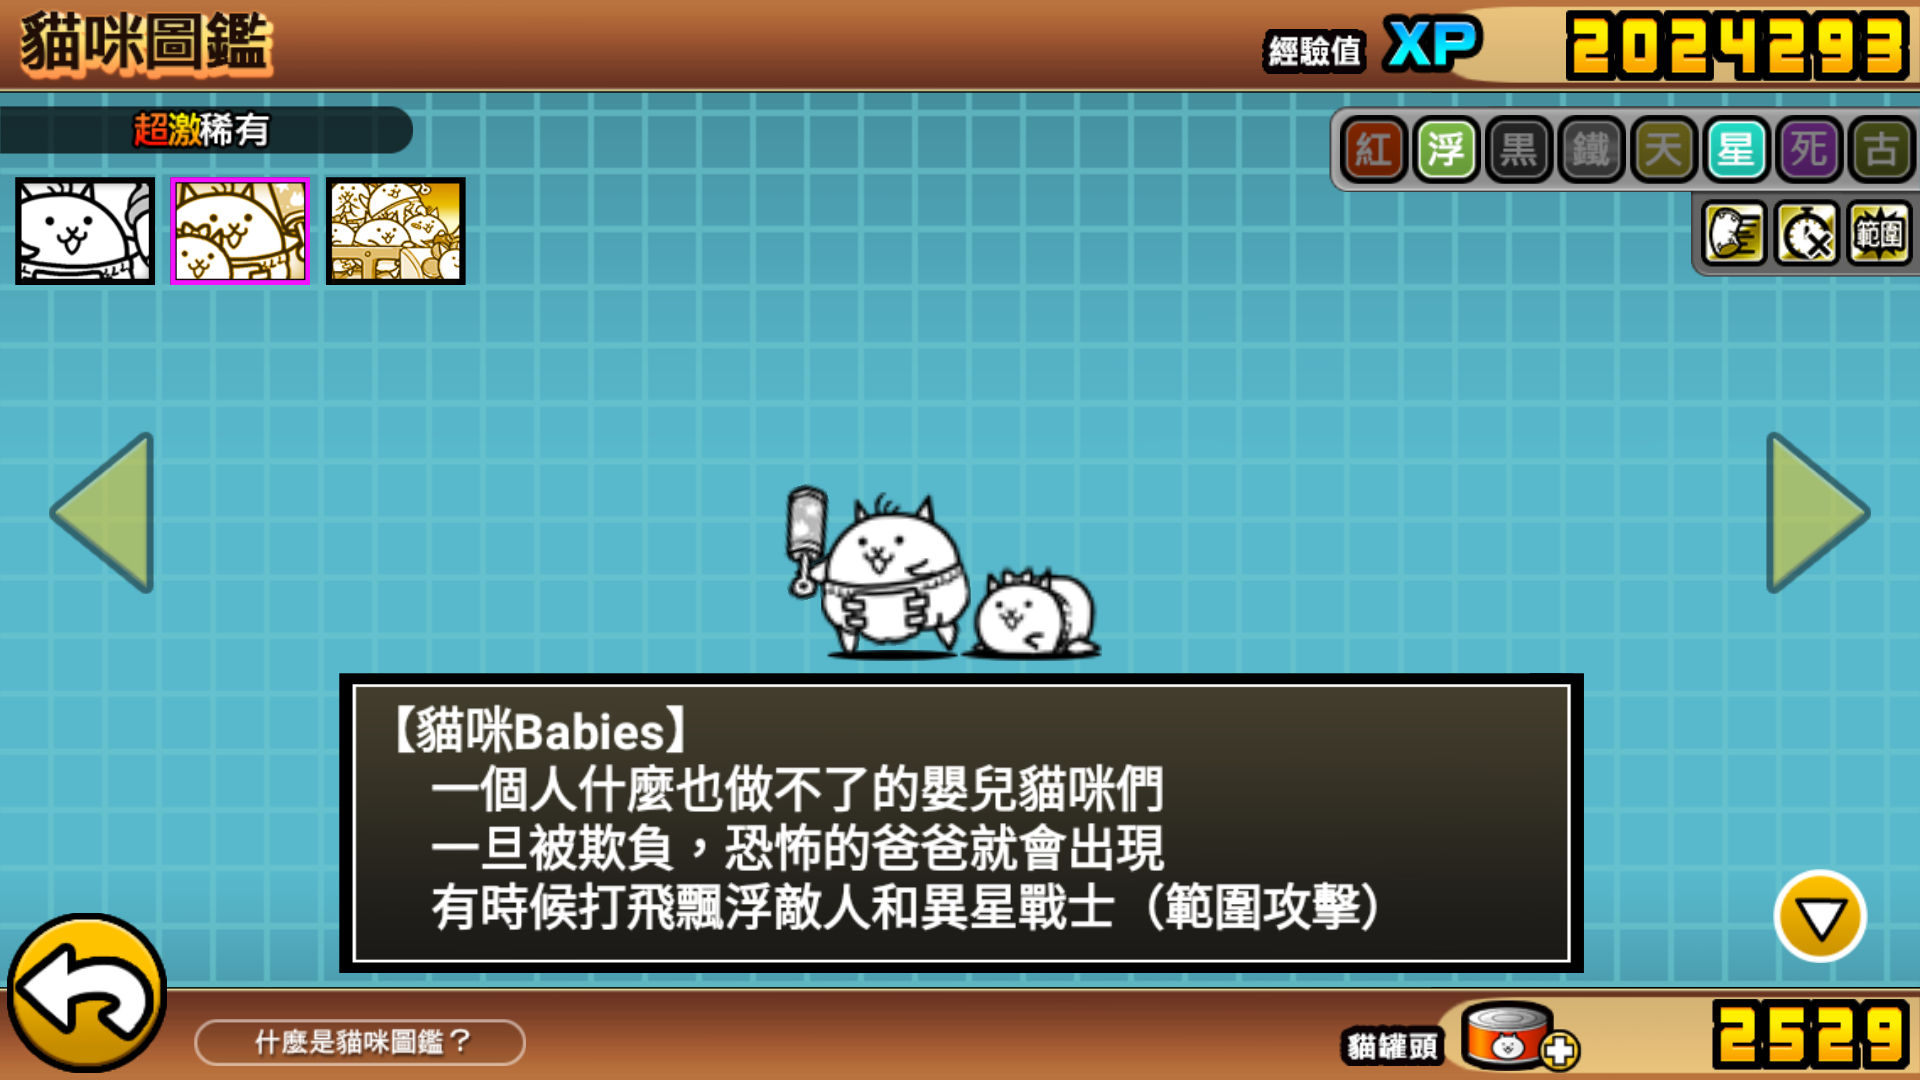 貓咪圖鑑
經驗值 XP 2024293
超激稀有
紅 浮 黒 鐵 天 星 死 古
範圍
【貓咪Babies】
一個人什麼也做不了的嬰兒貓咪們
一旦被欺負，恐怖的爸爸就會出現
有時候打飛飄浮敵人和異星戰士（範圍攻擊）
什麼是貓咪圖鑑？
貓罐頭 2529